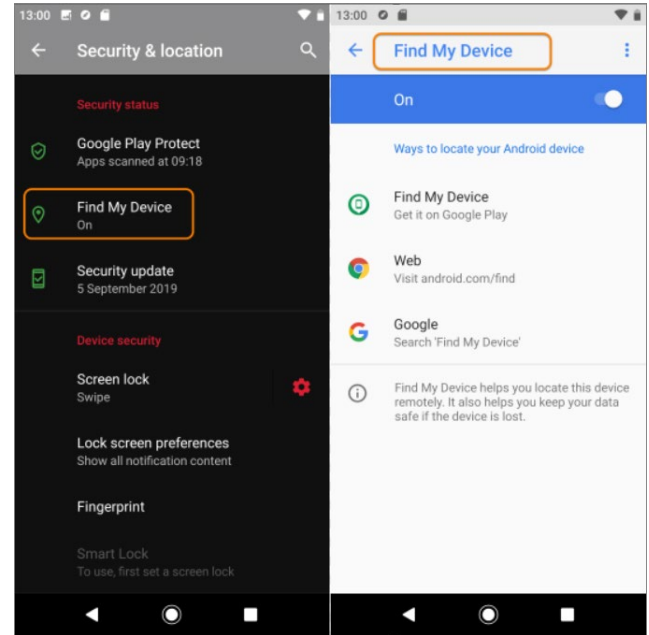 13:00
Security & location
Security status
Google Play Protect
Apps scanned at 09:18
Find My Device
On
Security update
5 September 2019
Device security
Screen lock
Swipe
Lock screen preferences
Show all notification content
Fingerprint
Smart Lock
To use, first set a screen lock
13:00
Find My Device
On
Ways to locate your Android device
Find My Device
Get it on Google Play
Web
Visit android.com/find
Google
Search 'Find My Device'
Find My Device helps you locate this device
remotely. It also helps you keep your data
safe if the device is lost.